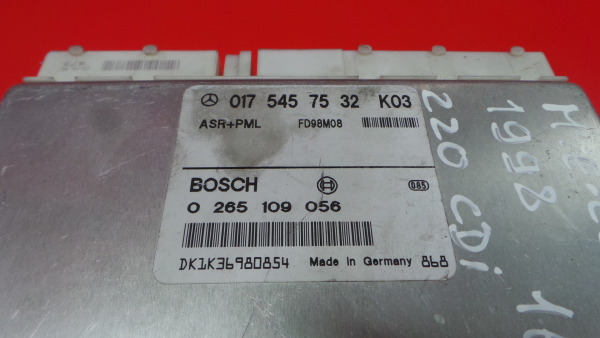 017 545 75 32 K03
ASR+PML FD98M08
BOSCH
085
0 265 109 056
DK1K36980854 Made in Germany 868
1998
220 CDi